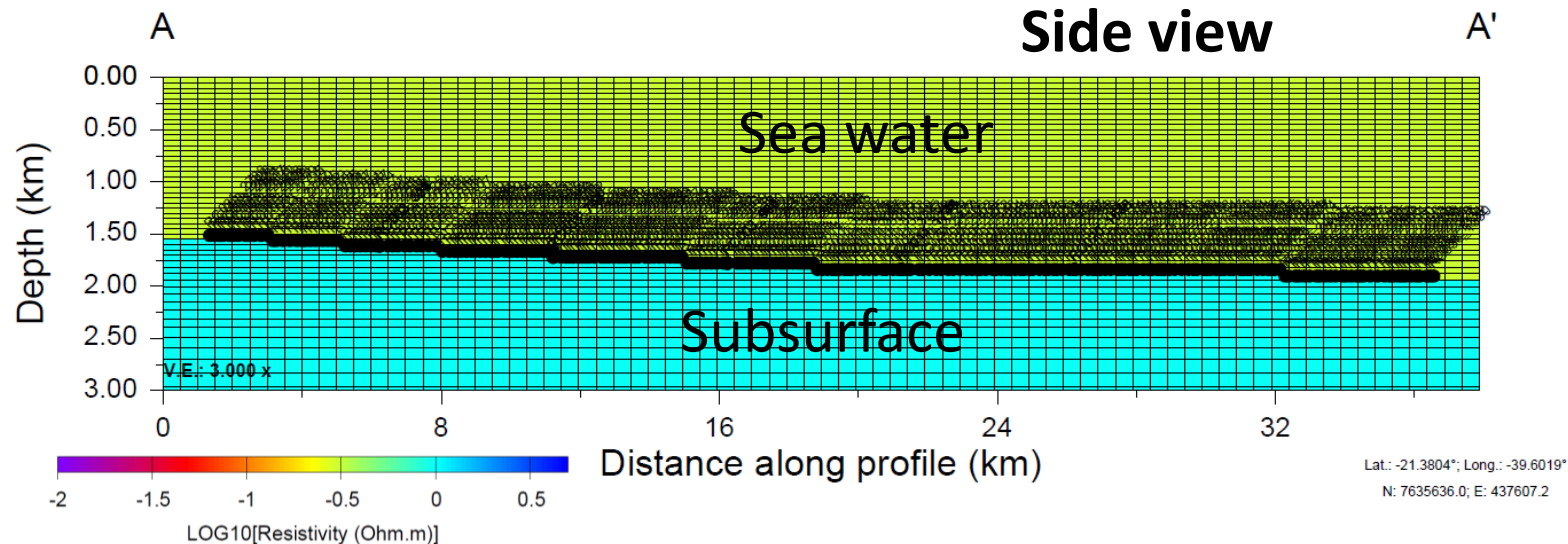 A
Side view
A'
0.00
0.50
1.00
1.50
2.00
2.50
3.00
Depth (km)
Sea water
Subsurface
V.E.: 3.000 x
0
8
16
24
32
Distance along profile (km)
-2
-1.5
-1
-0.5
0
0.5
LOG10[Resistivity (Ohm.m)]
Lat.: -21.3804°; Long.: -39.6019°
N: 7635636.0; E: 437607.2